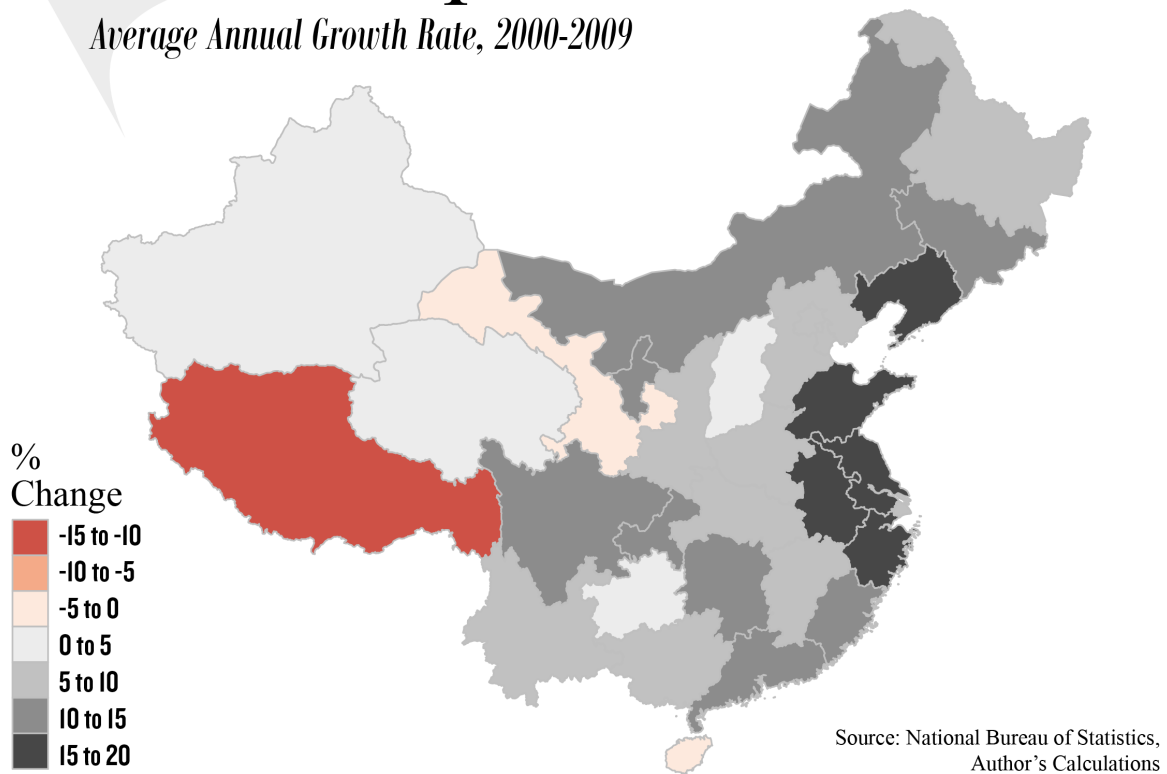 Average Annual Growth Rate, 2000-2009
%
Change
-15 to -10
-10 to -5
-5 to 0
0 to 5
5 to 10
10 to 15
15 to 20
Source: National Bureau of Statistics,
Author's Calculations